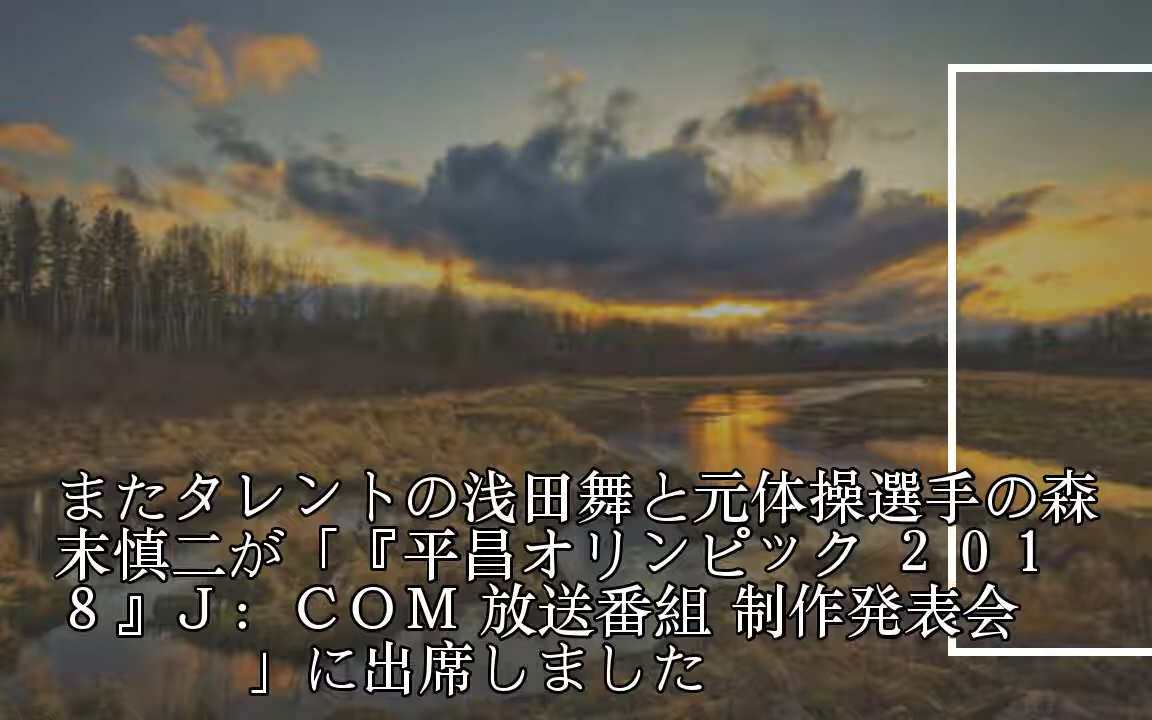 またタレントの浅田舞と元体操選手の森
末慎二が「『平昌オリンピック ２０１
８』Ｊ：ＣＯＭ 放送番組 制作発表会
」に出席しました